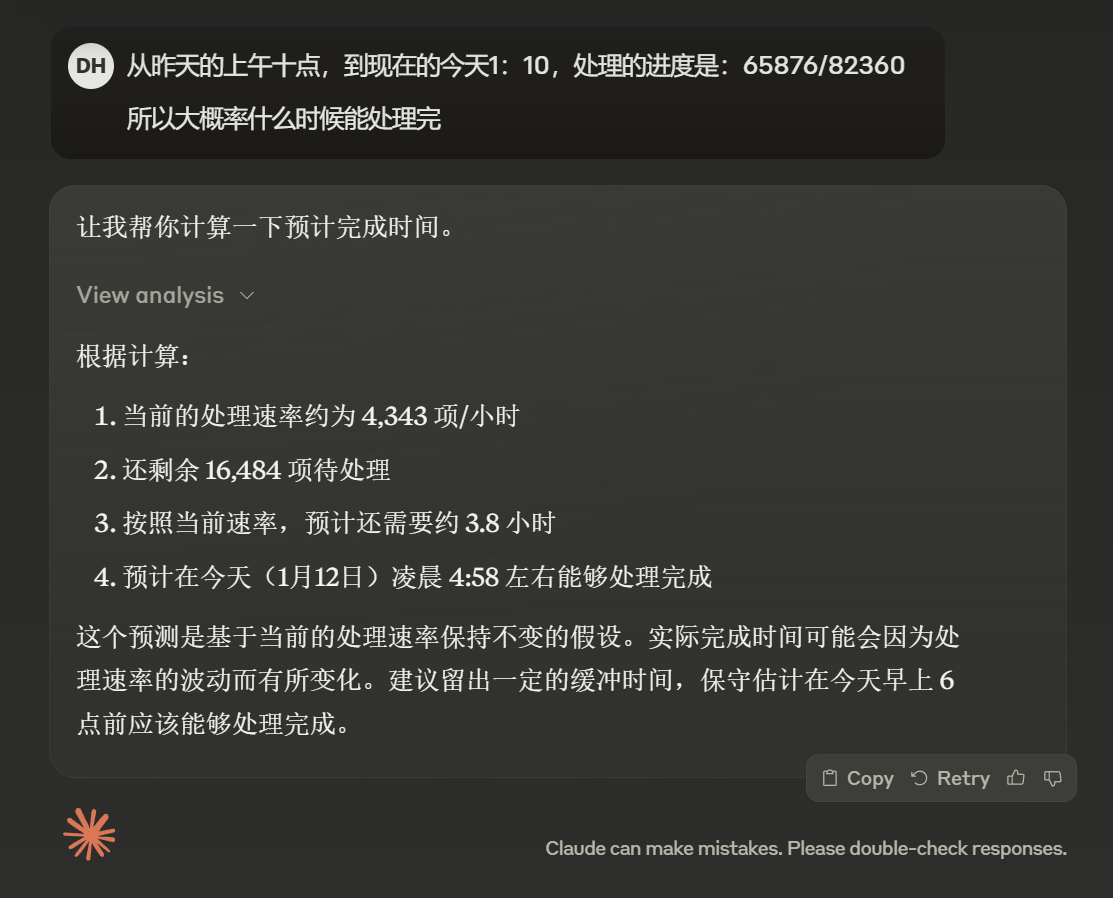 DH
从昨天的上午十点，到现在的今天1：10，处理的进度是：65876/82360
所以大概率什么时候能处理完
让我帮你计算一下预计完成时间。
View analysis
根据计算：
1. 当前的处理速率约为 4,343 项/小时
2. 还剩余 16,484 项待处理
3. 按照当前速率，预计还需要约 3.8 小时
4. 预计在今天（1月12日）凌晨 4:58 左右能够处理完成
这个预测是基于当前的处理速率保持不变的假设。实际完成时间可能会因为处
理速率的波动而有所变化。建议留出一定的缓冲时间，保守估计在今天早上 6
点前应该能够处理完成。
Copy Retry
Claude can make mistakes. Please double-check responses.